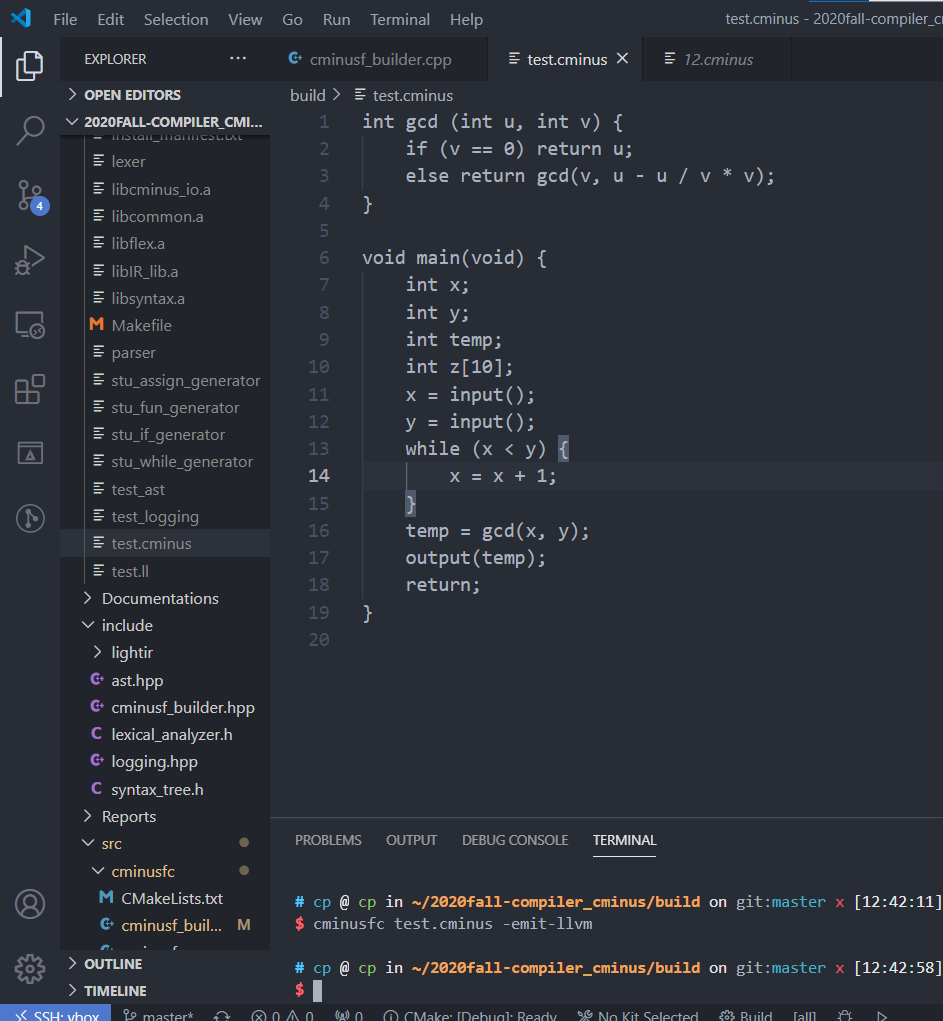 File Edit Selection View Go Run Terminal Help
test.cminus - 2020fall-compiler_c
EXPLORER ···
OPEN EDITORS
2020FALL-COMPILER_CMI...
install_manifest.txt
lexer
libcminus_io.a
libcommon.a
libflex.a
libIR_lib.a
libsyntax.a
M Makefile
parser
stu_assign_generator
stu_fun_generator
stu_if_generator
stu_while_generator
test_ast
test_logging
test.cminus
test.ll
Documentations
include
lightir
ast.hpp
cminusf_builder.hpp
C lexical_analyzer.h
logging.hpp
C syntax_tree.h
Reports
src
cminusfc
M CMakeLists.txt
cminusf_buil... M
OUTLINE
TIMELINE
4
cminusf_builder.cpp
test.cminus
12.cminus
build > test.cminus
1 int gcd (int u, int v) {
2 if (v == 0) return u;
3 else return gcd(v, u - u / v * v);
4 }
5
6 void main(void) {
7 int x;
8 int y;
9 int temp;
10 int z[10];
11 x = input();
12 y = input();
13 while (x < y) {
14 x = x + 1;
15 }
16 temp = gcd(x, y);
17 output(temp);
18 return;
19 }
20
PROBLEMS OUTPUT DEBUG CONSOLE TERMINAL
# cp @ cp in ~/2020fall-compiler_cminus/build on git:master x [12:42:11]
$ cminusfc test.cminus -emit-llvm
# cp @ cp in ~/2020fall-compiler_cminus/build on git:master x [12:42:58]
$
SSH: vbox master* 0 0 0 CMake: [Debug]: Ready No Kit Selected Build [all]